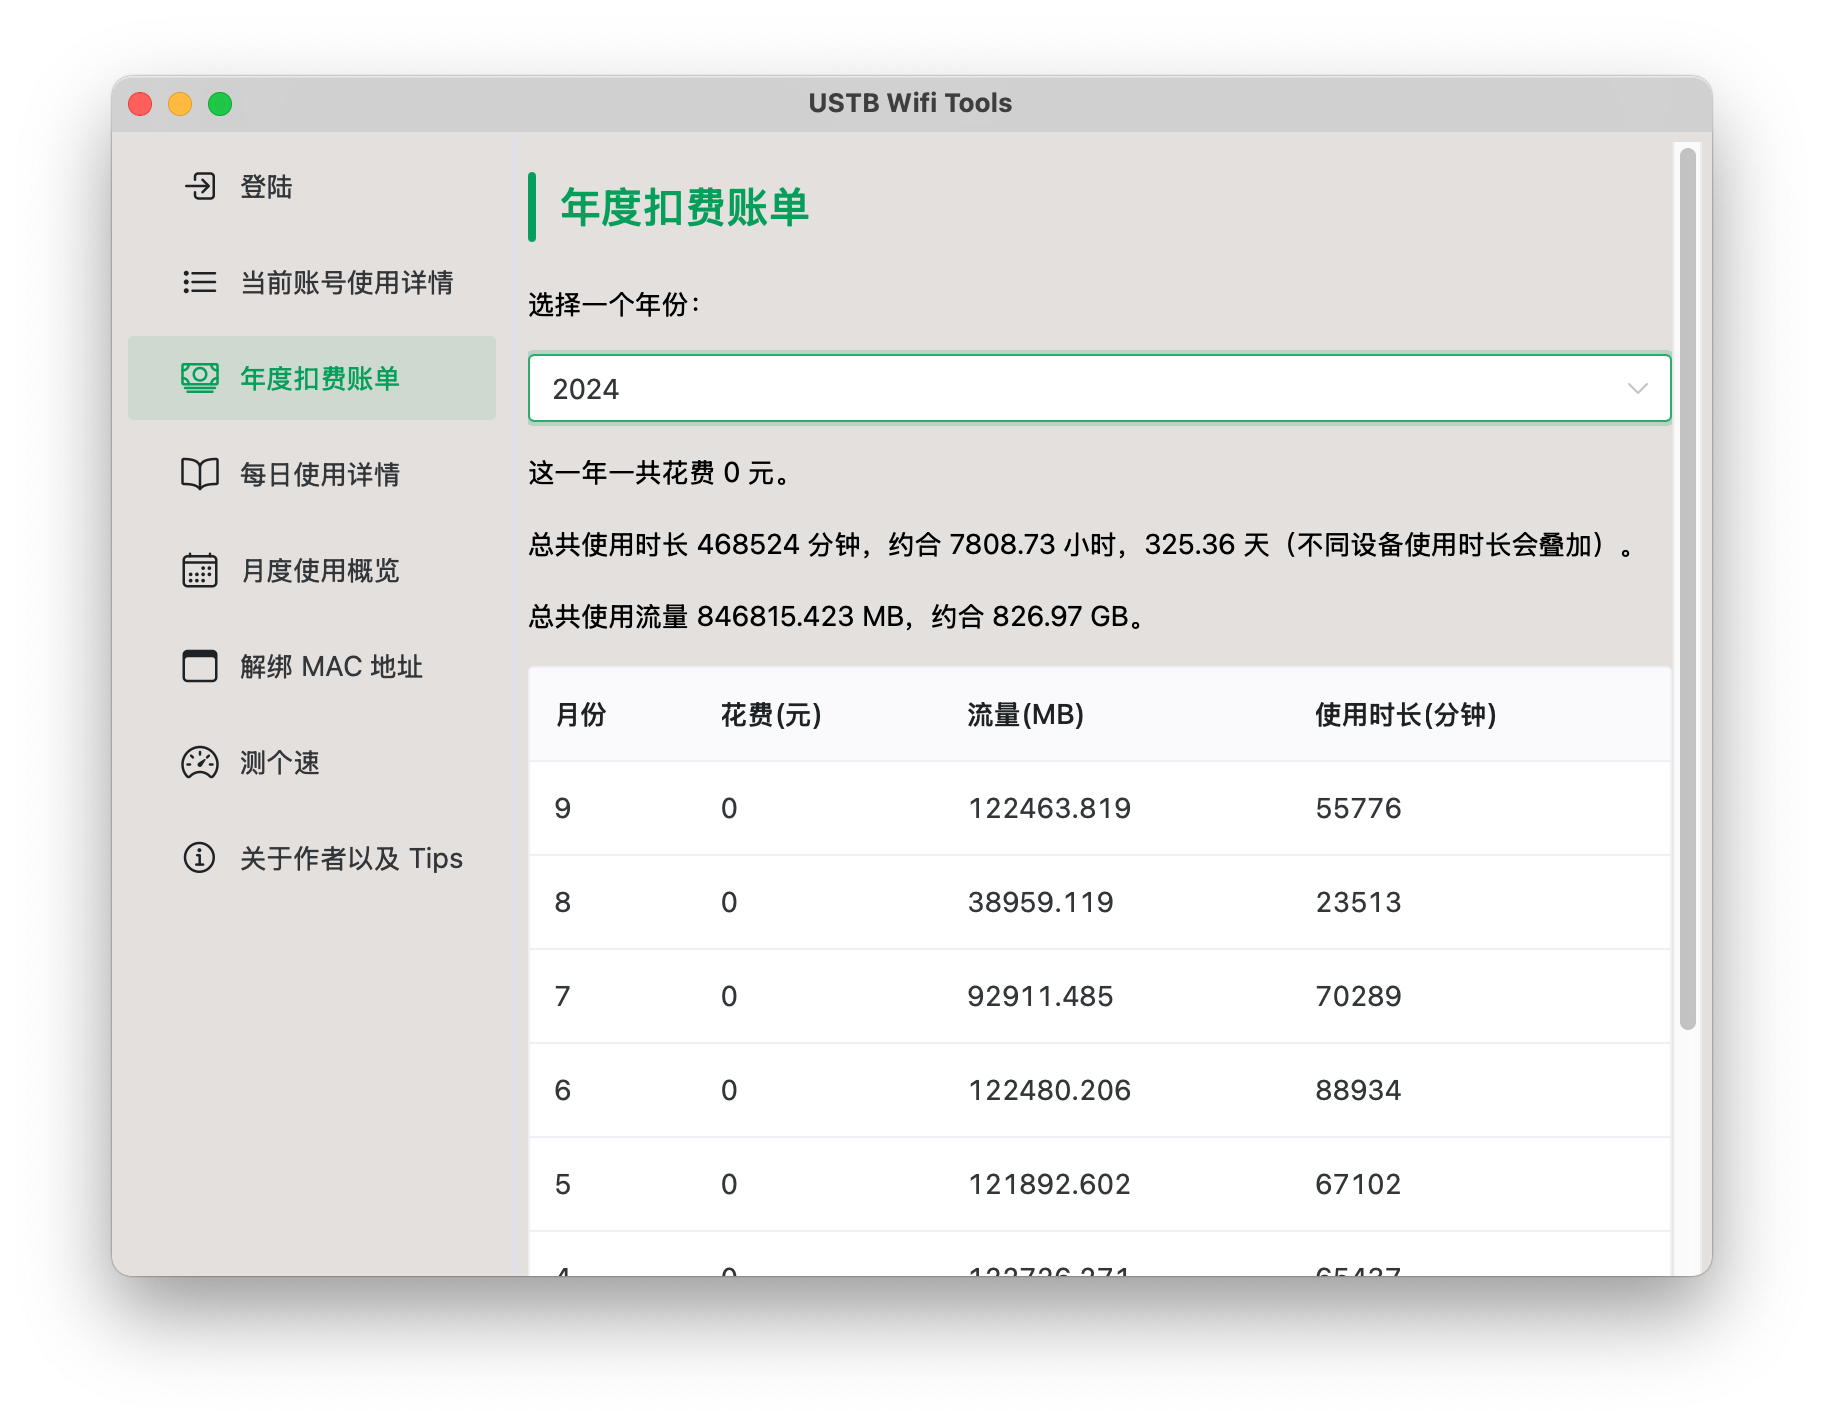 USTB Wifi Tools
登陆
当前账号使用详情
年度扣费账单
每日使用详情
月度使用概览
解绑 MAC 地址
测个速
关于作者以及 Tips
年度扣费账单
选择一个年份：
2024
这一年一共花费 0 元。
总共使用时长 468524 分钟，约合 7808.73 小时，325.36 天（不同设备使用时长会叠加）。
总共使用流量 846815.423 MB，约合 826.97 GB。
月份 花费(元) 流量(MB) 使用时长(分钟)
9 0 122463.819 55776
8 0 38959.119 23513
7 0 92911.485 70289
6 0 122480.206 88934
5 0 121892.602 67102